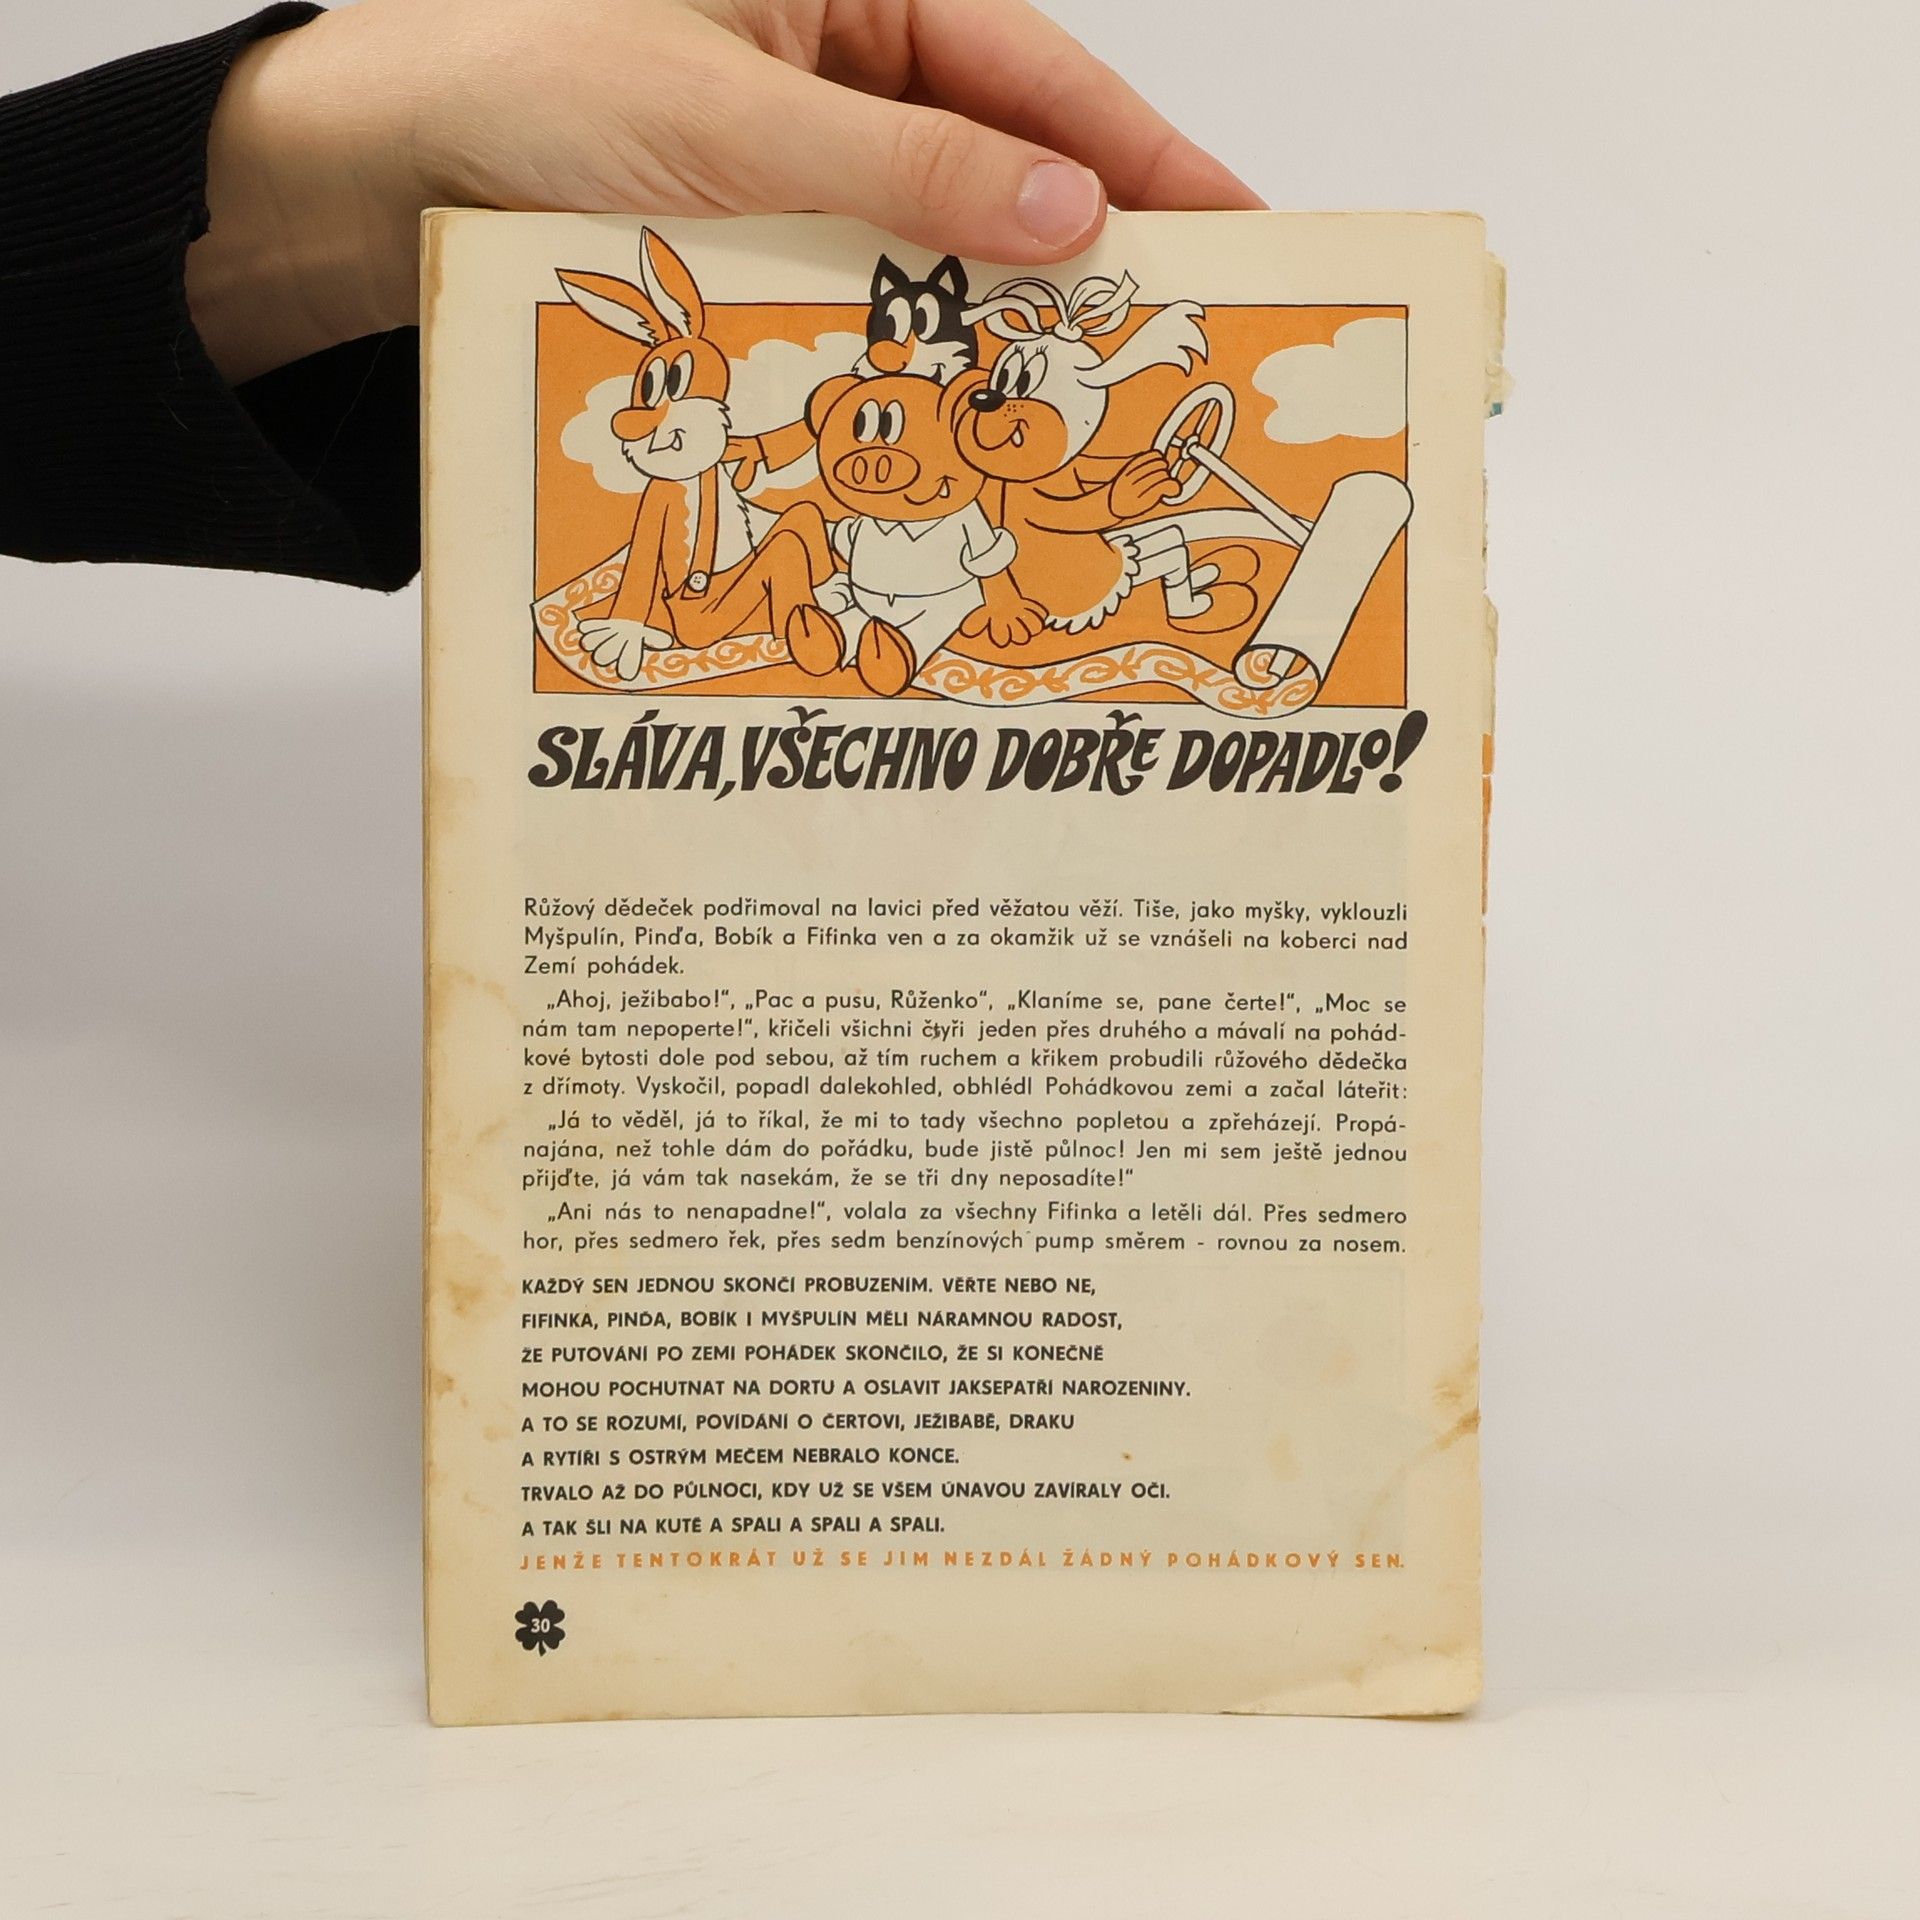 SLÁVA, VŠECHNO DOBŘE DOPADLO!
Růžový dědeček podřimoval na lavici před věžatou věží. Tiše, jako myšky, vyklouzli
Myšpulín, Pinďa, Bobík a Fifinka ven a za okamžik už se vznášeli na koberci nad
Zemí pohádek.
„Ahoj, ježibabo!“, „Pac a pusu, Růženko“, „Klaníme se, pane čerte!“, „Moc se
nám tam nepoperte!“, křičeli všichni čtyři jeden přes druhého a mávalí na pohád-
kové bytosti dole pod sebou, až tím ruchem a křikem probudili růžového dědečka
z dřímoty. Vyskočil, popadl dalekohled, obhlédl Pohádkovou zemi a začal láteřit:
„Já to věděl, já to říkal, že mi to tady všechno popletou a zpřeházejí. Propá-
najána, než tohle dám do pořádku, bude jistě půlnoc! Jen mi sem ještě jednou
přijďte, já vám tak nasekám, že se tři dny neposadíte!“
„Ani nás to nenapadne!“, volala za všechny Fifinka a letěli dál. Přes sedmero
hor, přes sedmero řek, přes sedm benzínových pump směrem - rovnou za nosem.
KAŽDÝ SEN JEDNOU SKONČÍ PROBUZENÍM. VĚŘTE NEBO NE,
FIFINKA, PINĎA, BOBÍK I MYŠPULÍN MĚLI NÁRAMNOU RADOST,
ŽE PUTOVÁNÍ PO ZEMI POHÁDEK SKONČILO, ŽE SI KONEČNĚ
MOHOU POCHUTNAT NA DORTU A OSLAVIT JAKSEPATŘÍ NAROZENINY.
A TO SE ROZUMÍ, POVÍDÁNÍ O ČERTOVI, JEŽIBABĚ, DRAKU
A RYTÍŘI S OSTRÝM MEČEM NEBRALO KONCE.
TRVALO AŽ DO PŮLNOCI, KDY UŽ SE VŠEM ÚNAVOU ZAVÍRALY OČI.
A TAK ŠLI NA KUTĚ A SPALI A SPALI A SPALI.
JENŽE TENTOKRÁT UŽ SE JIM NEZDÁL ŽÁDNÝ POHÁDKOVÝ SEN.
30